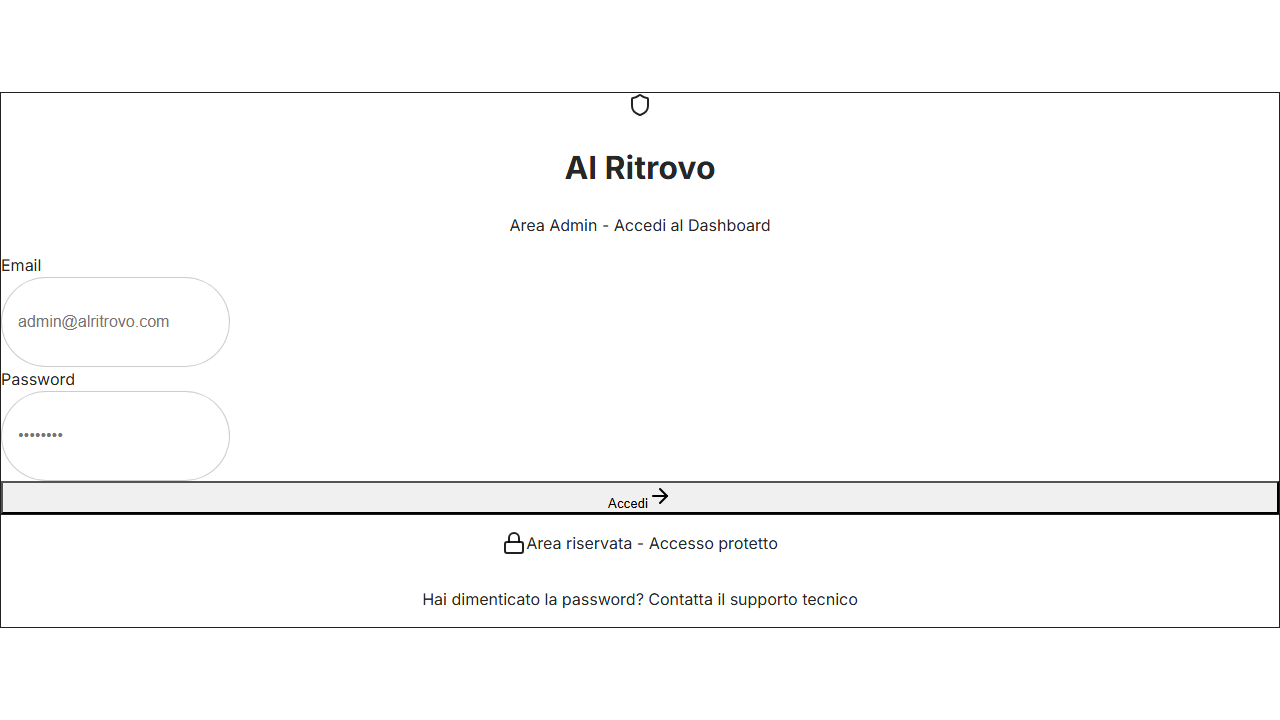 Al Ritrovo
Area Admin - Accedi al Dashboard
Email
admin@alritrovo.com
Password
••••••••
Accedi
Area riservata - Accesso protetto
Hai dimenticato la password? Contatta il supporto tecnico